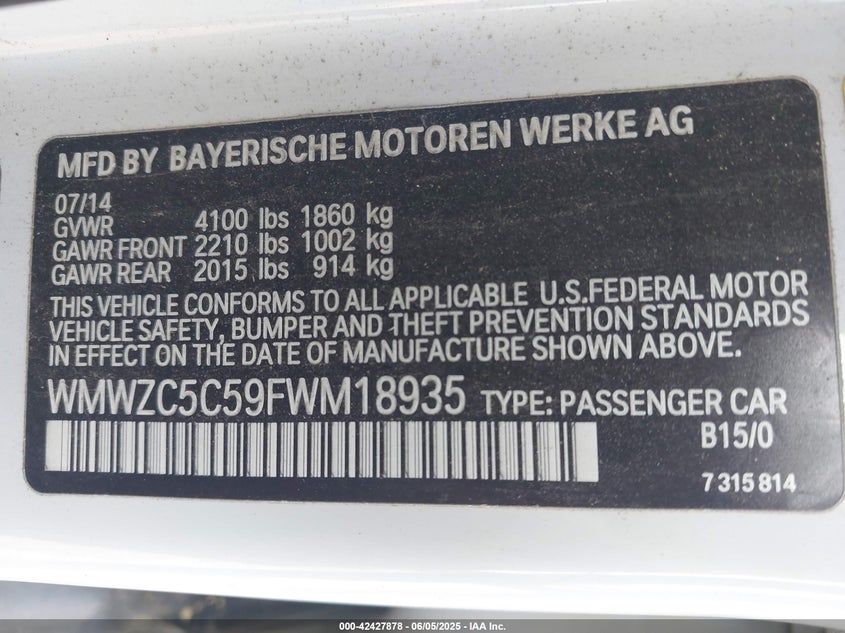 MFD BY BAYERISCHE MOTOREN WERKE AG
07/14
GVWR 4100 lbs 1860 kg
GAWR FRONT 2210 lbs 1002 kg
GAWR REAR 2015 lbs 914 kg
THIS VEHICLE CONFORMS TO ALL APPLICABLE U.S.FEDERAL MOTOR
VEHICLE SAFETY, BUMPER AND THEFT PREVENTION STANDARDS
IN EFFECT ON THE DATE OF MANUFACTURE SHOWN ABOVE.
WMWZC5C59FWM18935 TYPE: PASSENGER CAR
B15/0
7 315 814
000-42427878 - 06/05/2025 - IAA Inc.